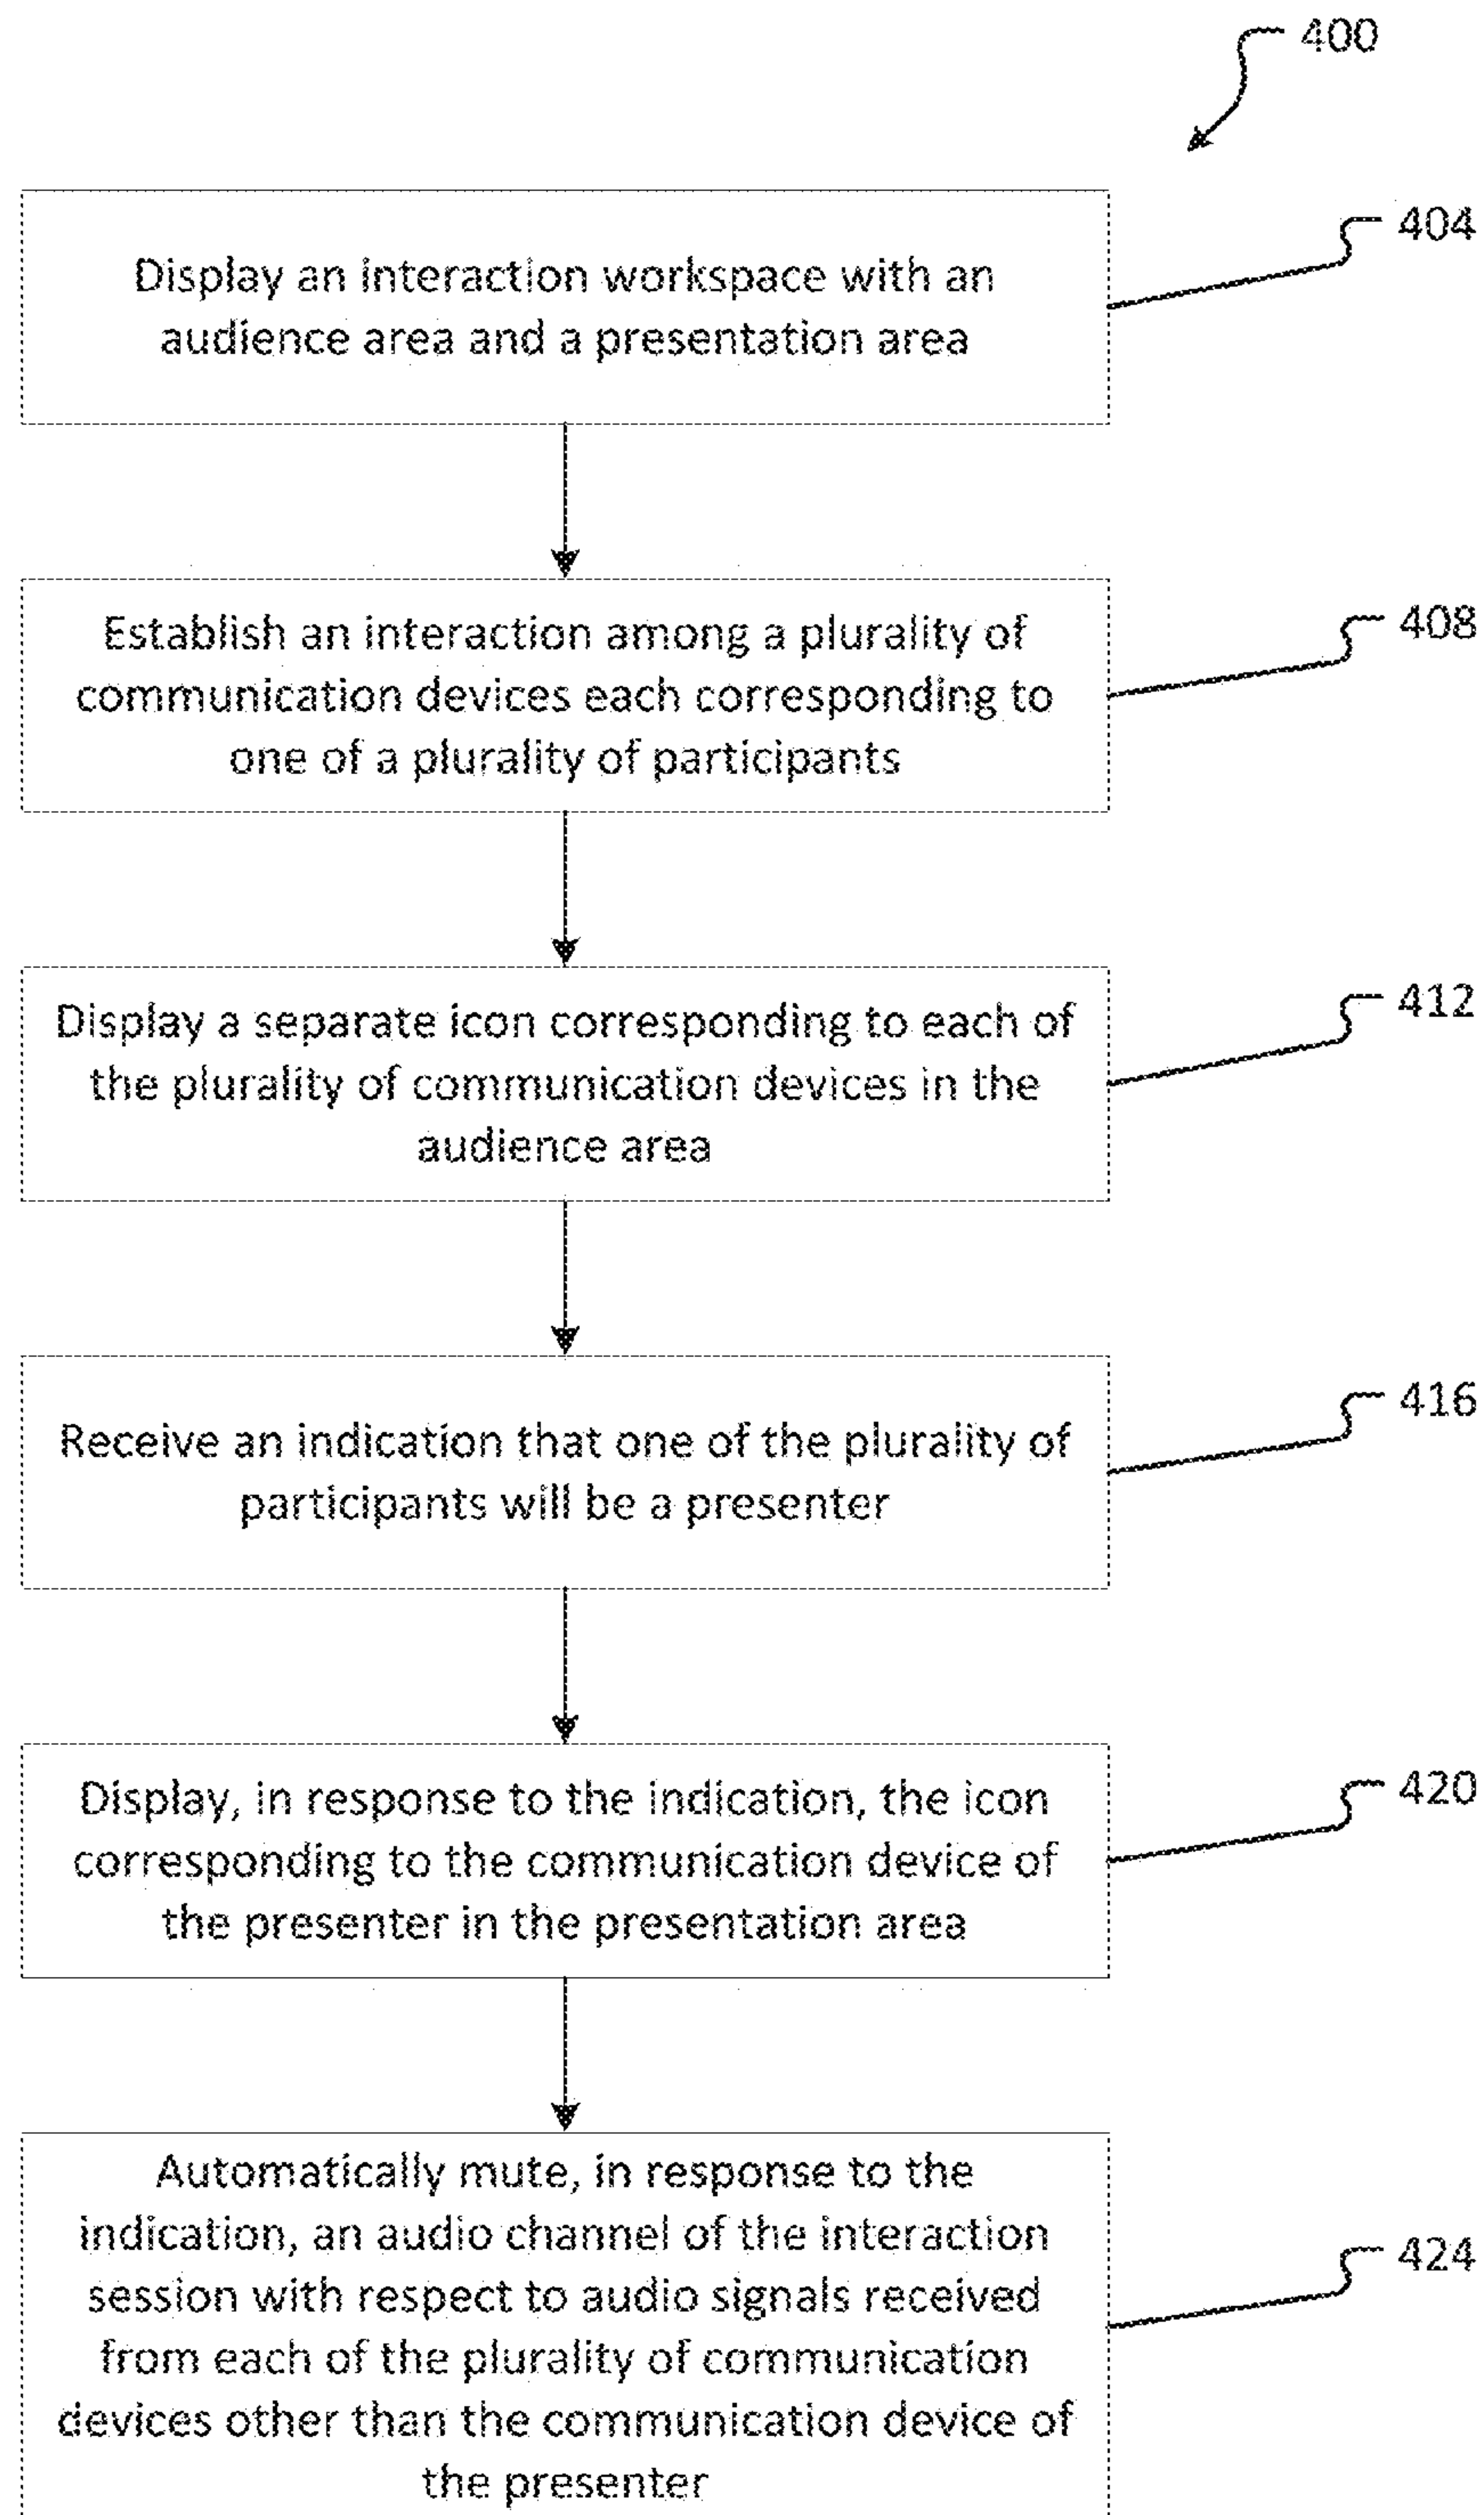 400
Display an interaction workspace with an
audience area and a presentation area
404
Establish an interaction among a plurality of
communication devices each corresponding to
one of a plurality of participants
408
Display a separate icon corresponding to each of
the plurality of communication devices in the
audience area
412
Receive an indication that one of the plurality of
participants will be a presenter
416
Display, in response to the indication, the icon
corresponding to the communication device of
the presenter in the presentation area
420
Automatically mute, in response to the
indication, an audio channel of the interaction
session with respect to audio signals received
from each of the plurality of communication
devices other than the communication device of
the presenter
424